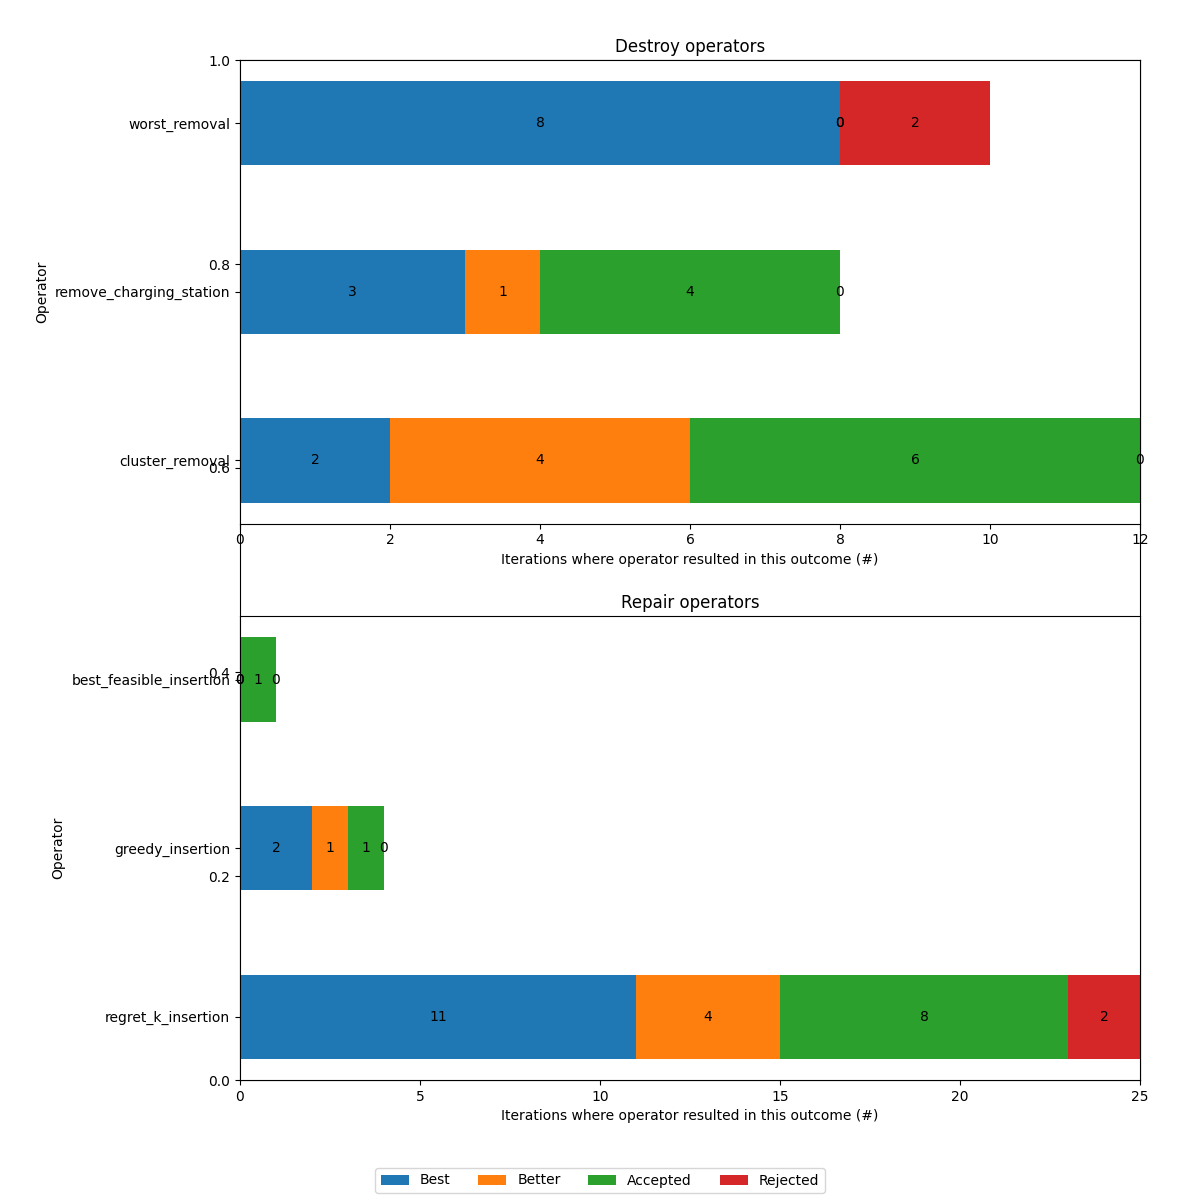 Destroy operators
1.0
worst_removal
8 0 0 2
0.8
Operator
remove_charging_station
3 1 4 0
cluster_removal
2 4 6 0
0.6
0 2 4 6 8 10 12
Iterations where operator resulted in this outcome (#)
Repair operators
0.4
best_feasible_insertion
0 0 1 0
Operator
greedy_insertion
2 1 1 0
0.2
regret_k_insertion
11 4 8 2
0.0
0 5 10 15 20 25
Iterations where operator resulted in this outcome (#)
Best Better Accepted Rejected